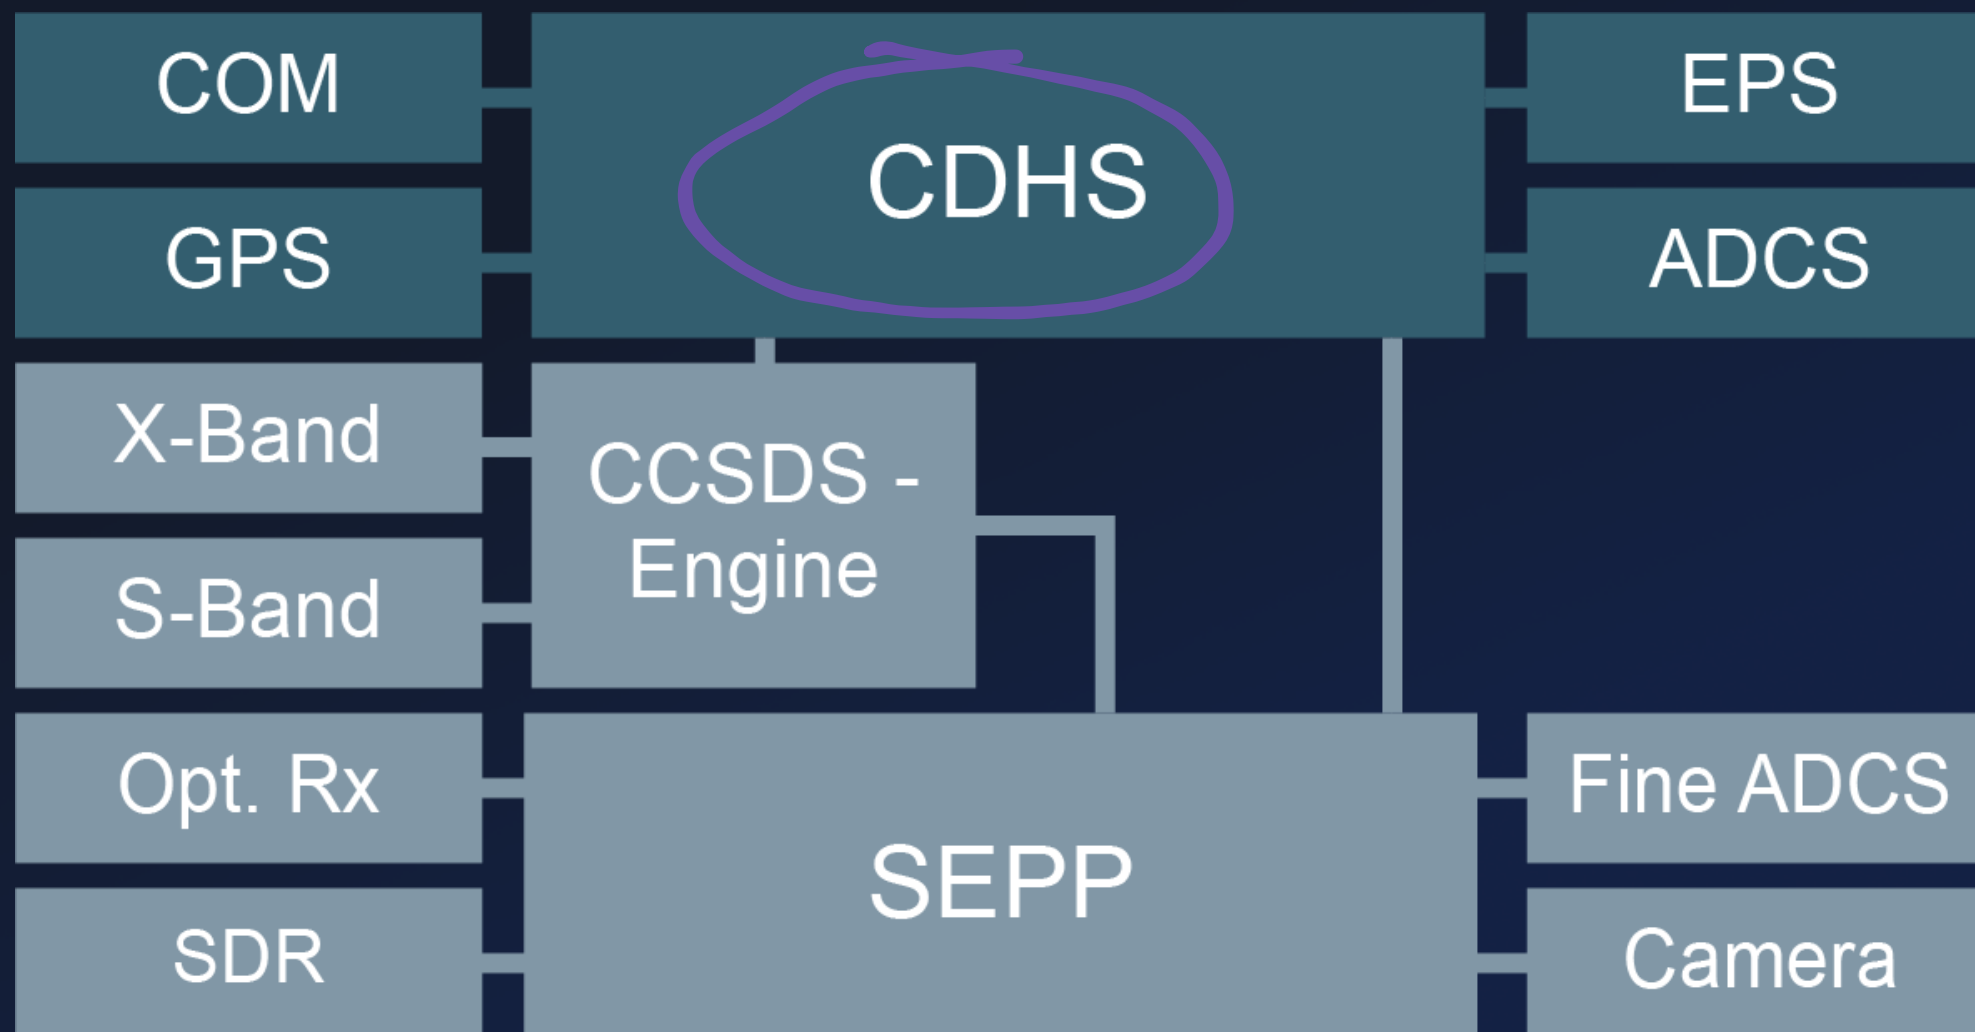 COM
CDHS
EPS
GPS
ADCS
X-Band
CCSDS -
Engine
S-Band
Opt. Rx
SEPP
Fine ADCS
SDR
Camera